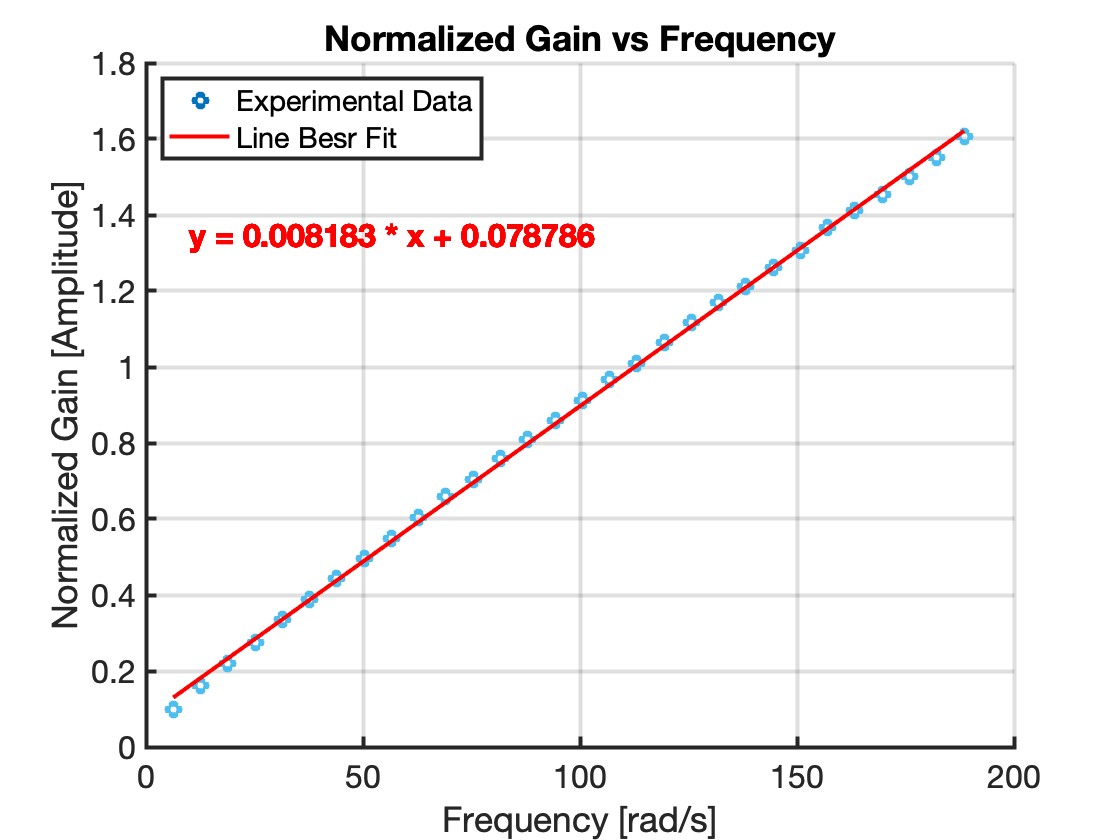 Normalized Gain vs Frequency
Experimental Data
Line Besr Fit
y = 0.008183 * x + 0.078786
Normalized Gain [Amplitude]
1.8
1.6
1.4
1.2
1
0.8
0.6
0.4
0.2
0
0 50 100 150 200
Frequency [rad/s]